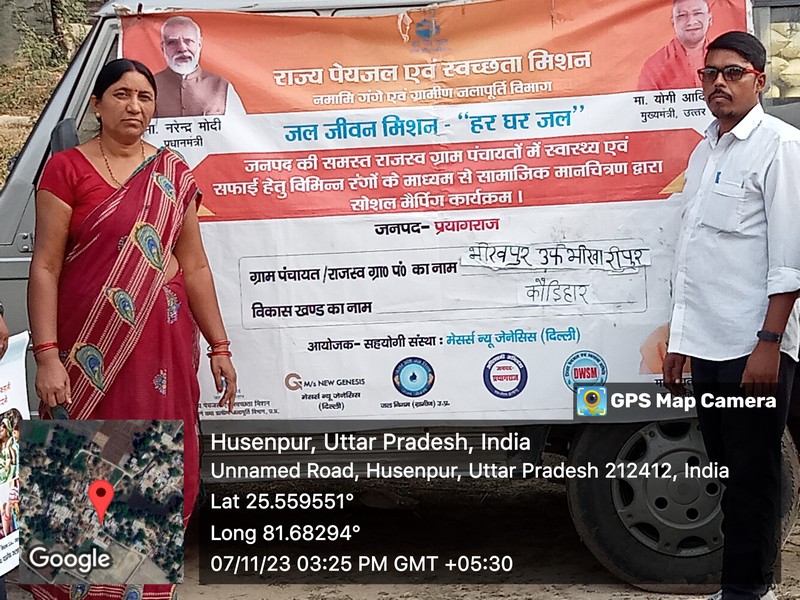 राज्य पेयजल एवं स्वच्छता मिशन
नमामि गंगे एवं ग्रामीण जलापूर्ति विभाग
मा. नरेन्द्र मोदी
प्रधानमंत्री
मा. योगी आदि
मुख्यमंत्री, उत्तर
जल जीवन मिशन - "हर घर जल"
जनपद की समस्त राजस्व ग्राम पंचायतों में स्वास्थ्य एवं
सफाई हेतु विभिन्न रंगों के माध्यम से सामाजिक मानचित्रण द्वारा
सोशल मैपिंग कार्यक्रम ।
जनपद- प्रयागराज
ग्राम पंचायत /राजस्व ग्रा० पं० का नाम भीखपुर उर्फ भीखारीपुर
विकास खण्ड का नाम कौडिहार
आयोजक- सहयोगी संस्था : मेसर्स न्यू जेनेसिस (दिल्ली)
M/s NEW GENESIS
मेसर्स न्यू जेनेसिस
(दिल्ली)
जल निगम (ग्रामीण) उ.प्र.
प्रयागराज
DWSM
GPS Map Camera
Husenpur, Uttar Pradesh, India
Unnamed Road, Husenpur, Uttar Pradesh 212412, India
Lat 25.559551°
Long 81.68294°
07/11/23 03:25 PM GMT +05:30
Google